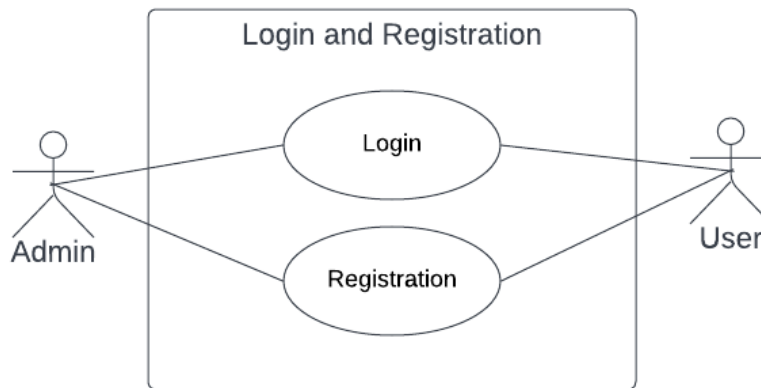 Login and Registration
Login
Admin
User
Registration